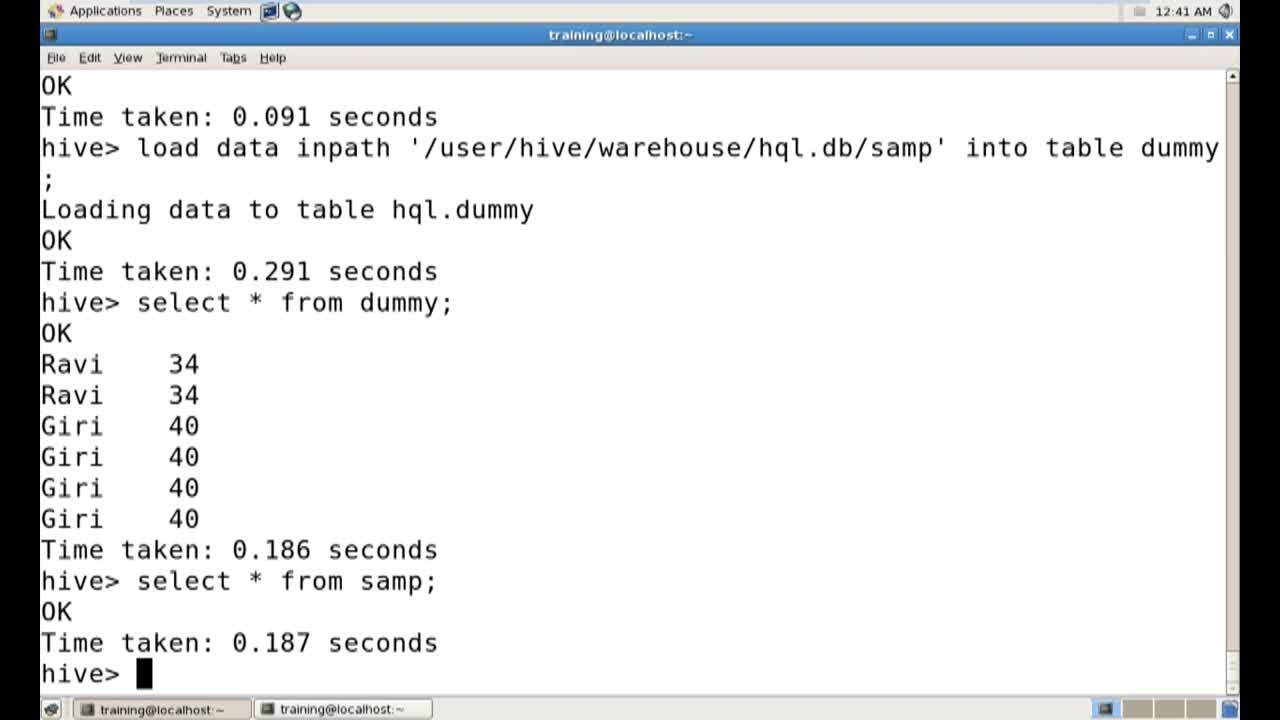 Applications Places System 12:41 AM
training@localhost:~
File Edit View Terminal Tabs Help
OK
Time taken: 0.091 seconds
hive> load data inpath '/user/hive/warehouse/hql.db/samp' into table dummy
;
Loading data to table hql.dummy
OK
Time taken: 0.291 seconds
hive> select * from dummy;
OK
Ravi 34
Ravi 34
Giri 40
Giri 40
Giri 40
Giri 40
Time taken: 0.186 seconds
hive> select * from samp;
OK
Time taken: 0.187 seconds
hive>
training@localhost:~ training@localhost:~